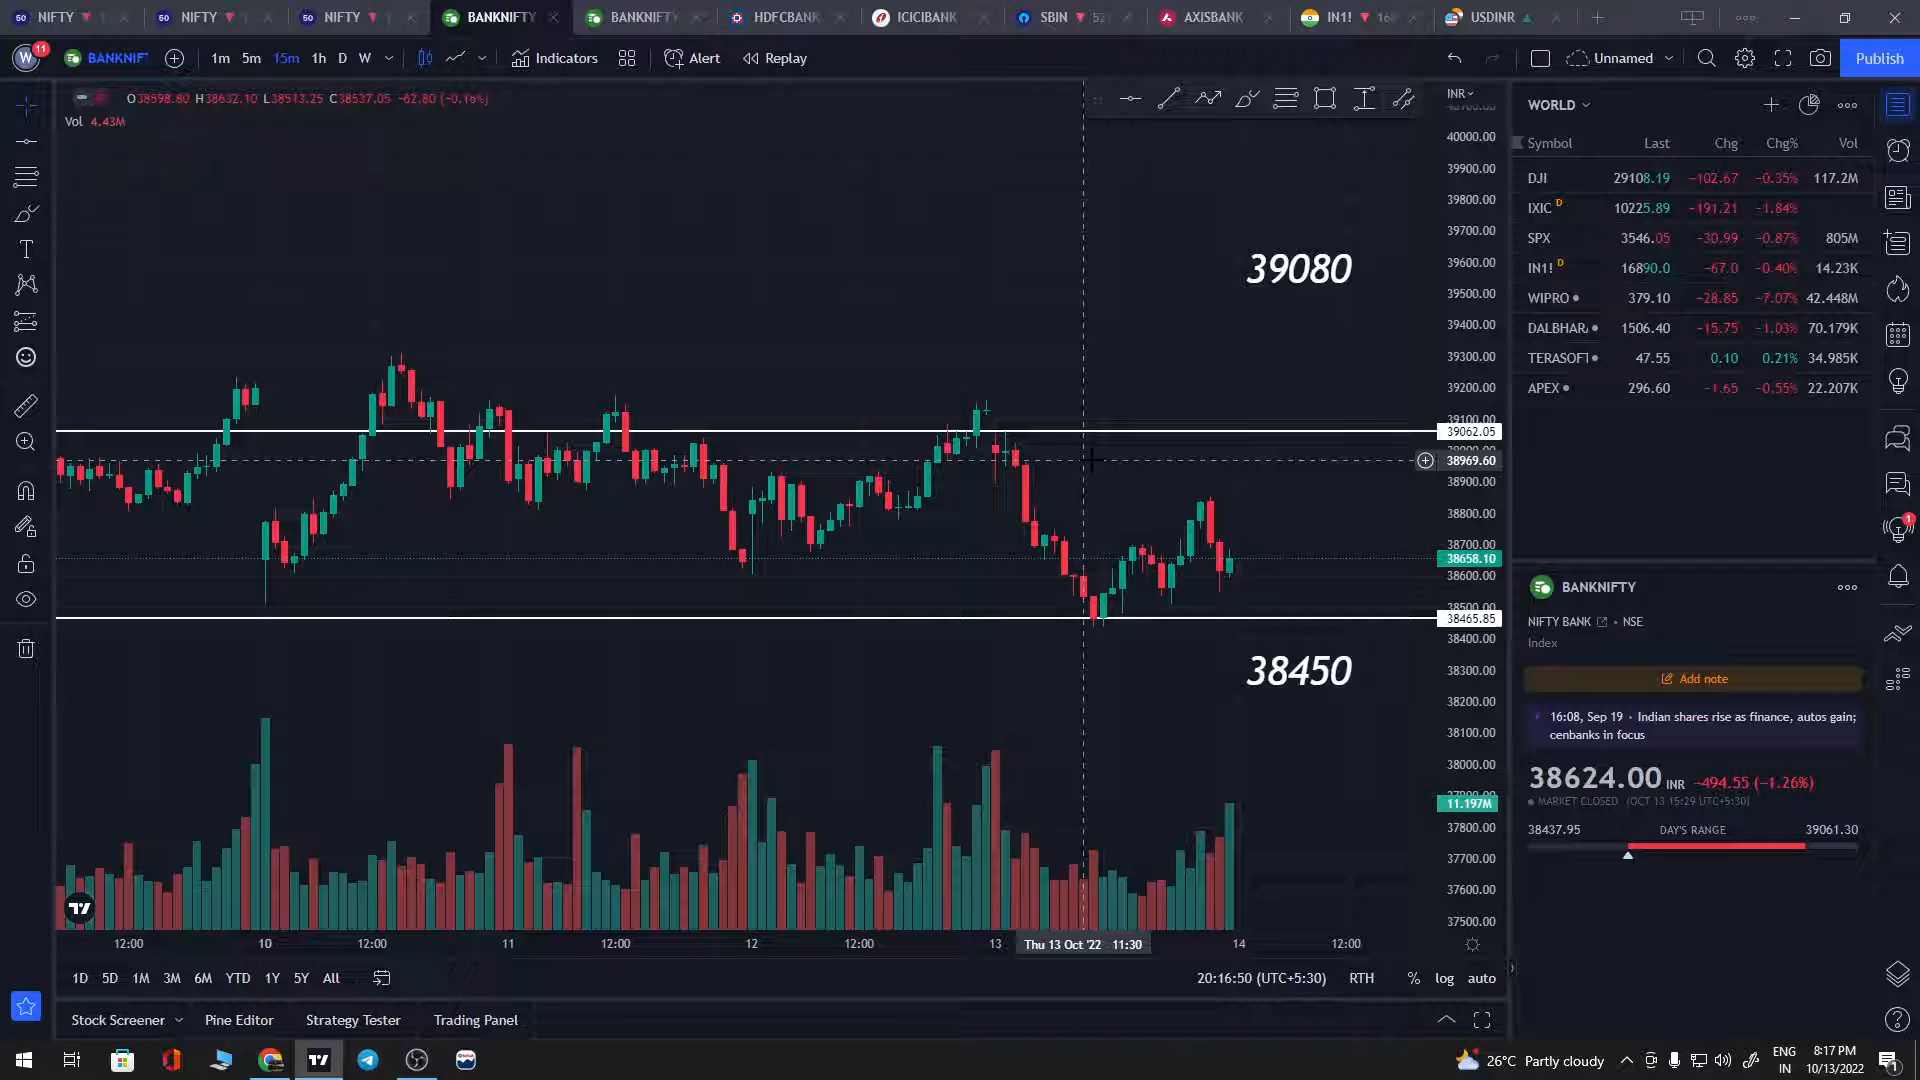 NIFTY
NIFTY
NIFTY
BANKNIFTY
BANKNIFTY
HDFCBANK
ICICIBANK
SBIN
AXISBANK
IN1!
USDINR
W
11
BANKNIF
1m 5m 15m 1h D W
Indicators
Alert
Replay
Unnamed
Publish
O38598.80 H38632.10 L38513.25 C38537.05 −62.80 (−0.16%)
Vol 4.43M
INR
40000.00
39900.00
39800.00
39700.00
39600.00
39500.00
39400.00
39300.00
39200.00
39100.00
39062.05
38969.60
38900.00
38800.00
38700.00
38658.10
38600.00
38500.00
38465.85
38400.00
38300.00
38200.00
38100.00
38000.00
11.197M
37800.00
37700.00
37600.00
37500.00
39080
38450
12:00 10 12:00 11 12:00 12 12:00 13 Thu 13 Oct '22 11:30 14 12:00
1D 5D 1M 3M 6M YTD 1Y 5Y All
20:16:50 (UTC+5:30) RTH % log auto
Stock Screener Pine Editor Strategy Tester Trading Panel
WORLD
Symbol Last Chg Chg% Vol
DJI 29108.19 −102.67 −0.35% 117.2M
IXIC D 10225.89 −191.21 −1.84%
SPX 3546.05 −30.99 −0.87% 805M
IN1! D 16890.0 −67.0 −0.40% 14.23K
WIPRO 379.10 −28.85 −7.07% 42.448M
DALBHAR 1506.40 −15.75 −1.03% 70.179K
TERASOFT 47.55 0.10 0.21% 34.985K
APEX 296.60 −1.65 −0.55% 22.207K
BANKNIFTY
NIFTY BANK • NSE
Index
Add note
16:08, Sep 19 • Indian shares rise as finance, autos gain;
cenbanks in focus
38624.00 INR −494.55 (−1.26%)
MARKET CLOSED (OCT 13 15:29 UTC+5:30)
38437.95 DAY'S RANGE 39061.30
26°C Partly cloudy
ENG
IN
8:17 PM
10/13/2022